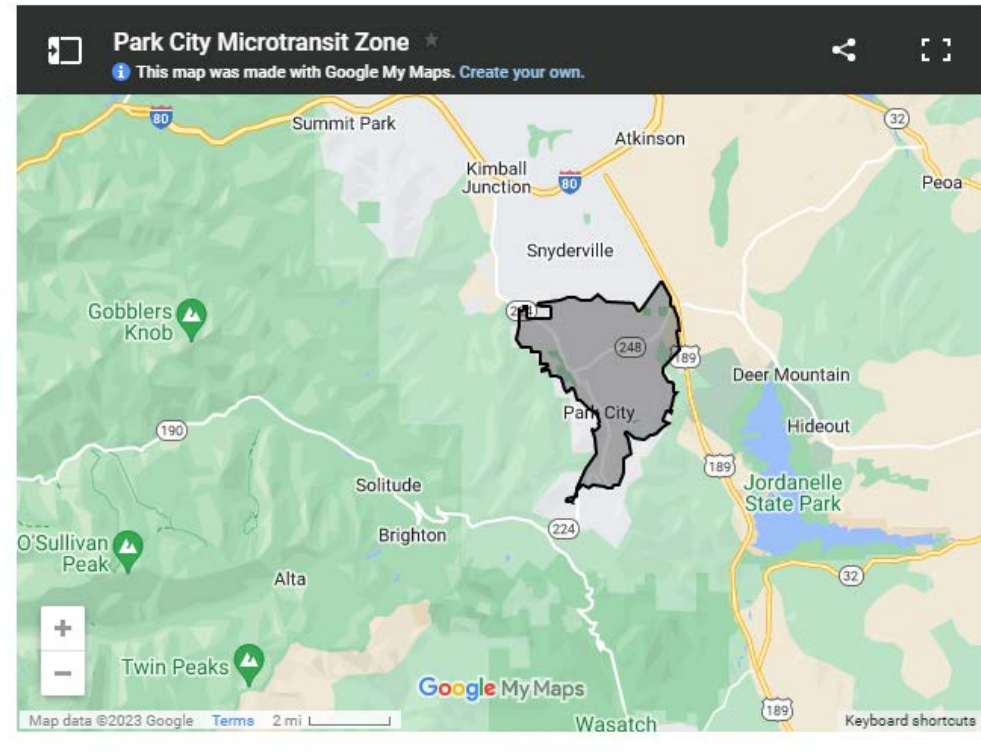 Park City Microtransit Zone
This map was made with Google My Maps. Create your own.
80
Summit Park
32
Atkinson
Kimball
Junction
80
Peoa
Snyderville
Gobblers
Knob
248
189
Deer Mountain
Park City
190
Hideout
189
Solitude
Jordanelle
State Park
224
Brighton
O'Sullivan
Peak
Alta
32
+
Twin Peaks
−
Google My Maps
189
Map data ©2023 Google
Terms
2 mi
Wasatch
Keyboard shortcuts